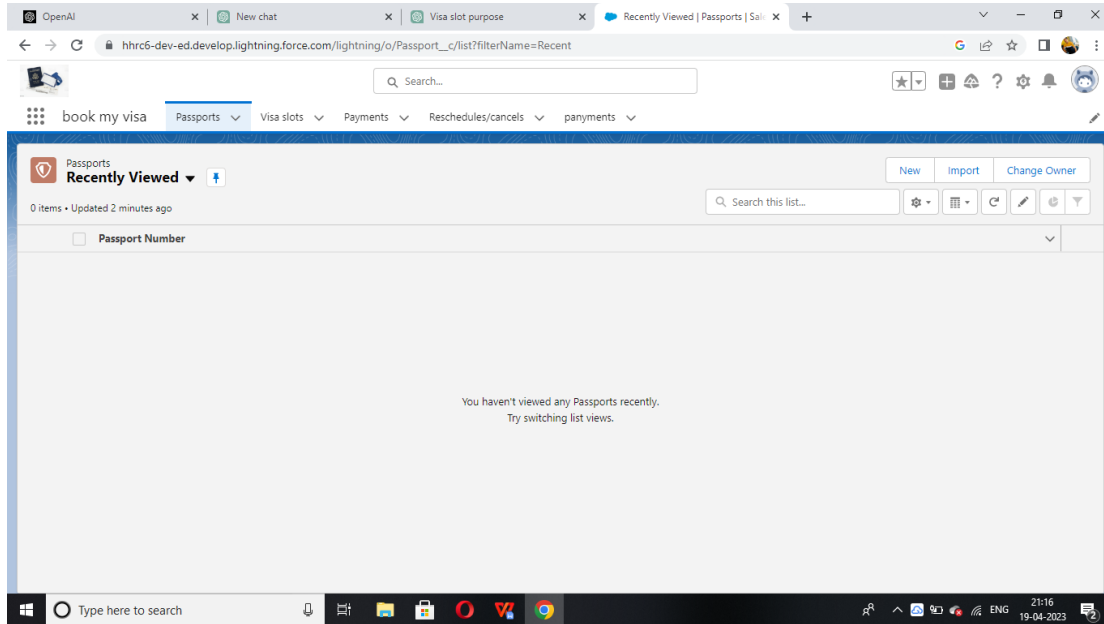 OpenAI
New chat
Visa slot purpose
Recently Viewed | Passports | Sal
hhrc6-dev-ed.develop.lightning.force.com/lightning/o/Passport__c/list?filterName=Recent
Search...
book my visa
Passports
Visa slots
Payments
Reschedules/cancels
panyments
Passports
Recently Viewed
New
Import
Change Owner
0 items • Updated 2 minutes ago
Search this list...
Passport Number
You haven't viewed any Passports recently.
Try switching list views.
Type here to search
ENG
21:16
19-04-2023
2